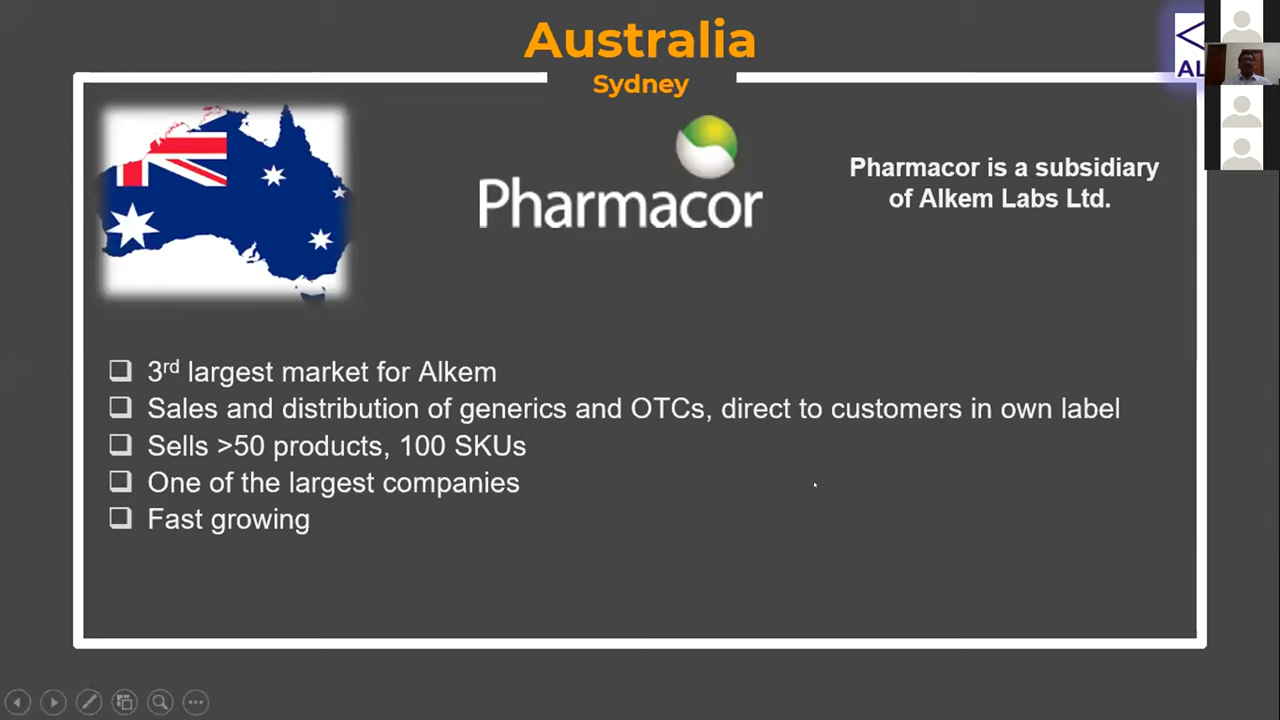 Australia
Sydney
Pharmacor
Pharmacor is a subsidiary
of Alkem Labs Ltd.
AL
3rd largest market for Alkem
Sales and distribution of generics and OTCs, direct to customers in own label
Sells >50 products, 100 SKUs
One of the largest companies
Fast growing